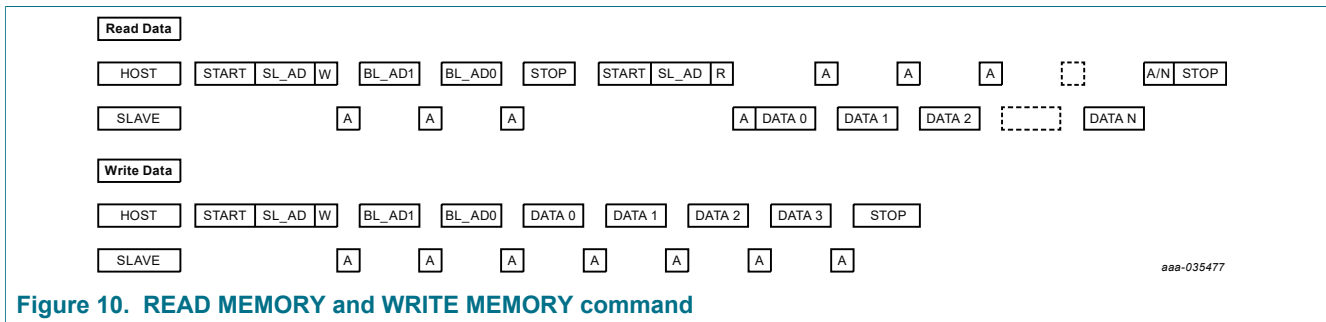 Read Data
HOST START SL_AD W BL_AD1 BL_AD0 STOP START SL_AD R A A A A/N STOP
SLAVE A A A A DATA 0 DATA 1 DATA 2 DATA N
Write Data
HOST START SL_AD W BL_AD1 BL_AD0 DATA 0 DATA 1 DATA 2 DATA 3 STOP
SLAVE A A A A A A A
aaa-035477
Figure 10. READ MEMORY and WRITE MEMORY command